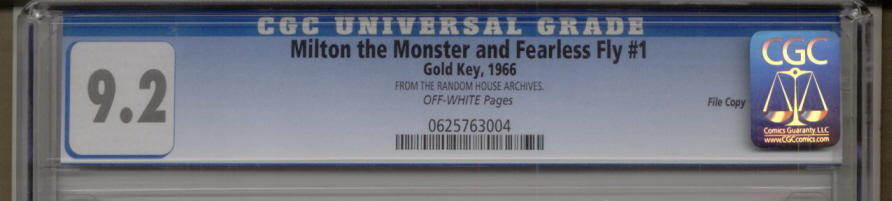 CGC UNIVERSAL GRADE
9.2
Milton the Monster and Fearless Fly #1
Gold Key, 1966
FROM THE RANDOM HOUSE ARCHIVES.
OFF-WHITE Pages
File Copy
0625763004
CGC
Comics Guaranty, LLC
www.CGCcomics.com